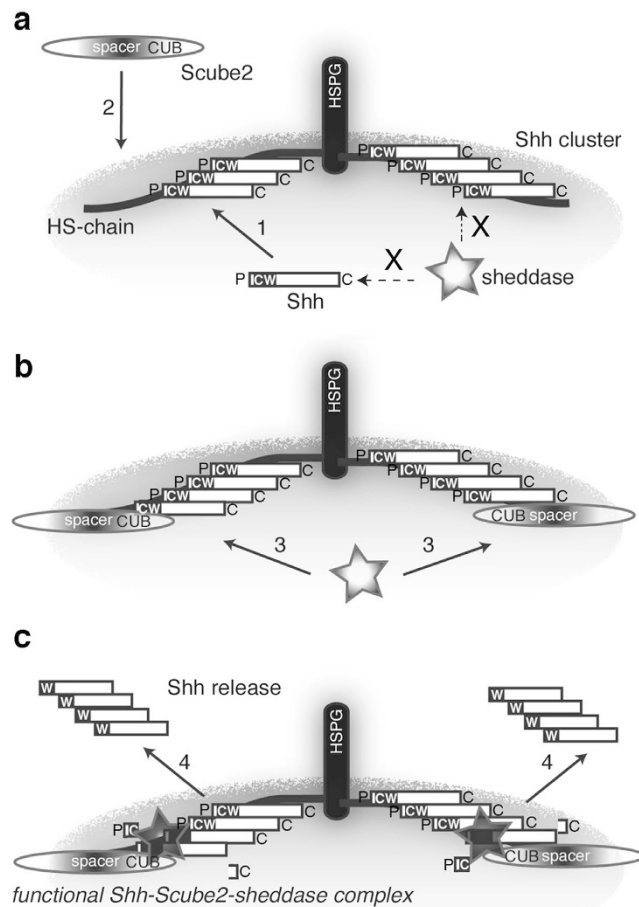 a
spacer CUB
Scube2
2
HSPG
Shh cluster
P ICW C
P ICW C
P ICW C
P ICW C
P ICW C
P ICW C
P ICW C
P ICW C
HS-chain
1
X
X
P ICW C
Shh
sheddase
b
HSPG
P ICW C
P ICW C
P ICW C
P ICW C
P ICW C
P ICW C
P ICW C
ICW C
spacer CUB
CUB spacer
3
3
c
Shh release
W
W
W
W
W
W
W
W
4
4
HSPG
P ICW C
P ICW C
P ICW C
P ICW C
P IC
C
C
P IC
C
spacer CUB
CUB spacer
functional Shh-Scube2-sheddase complex